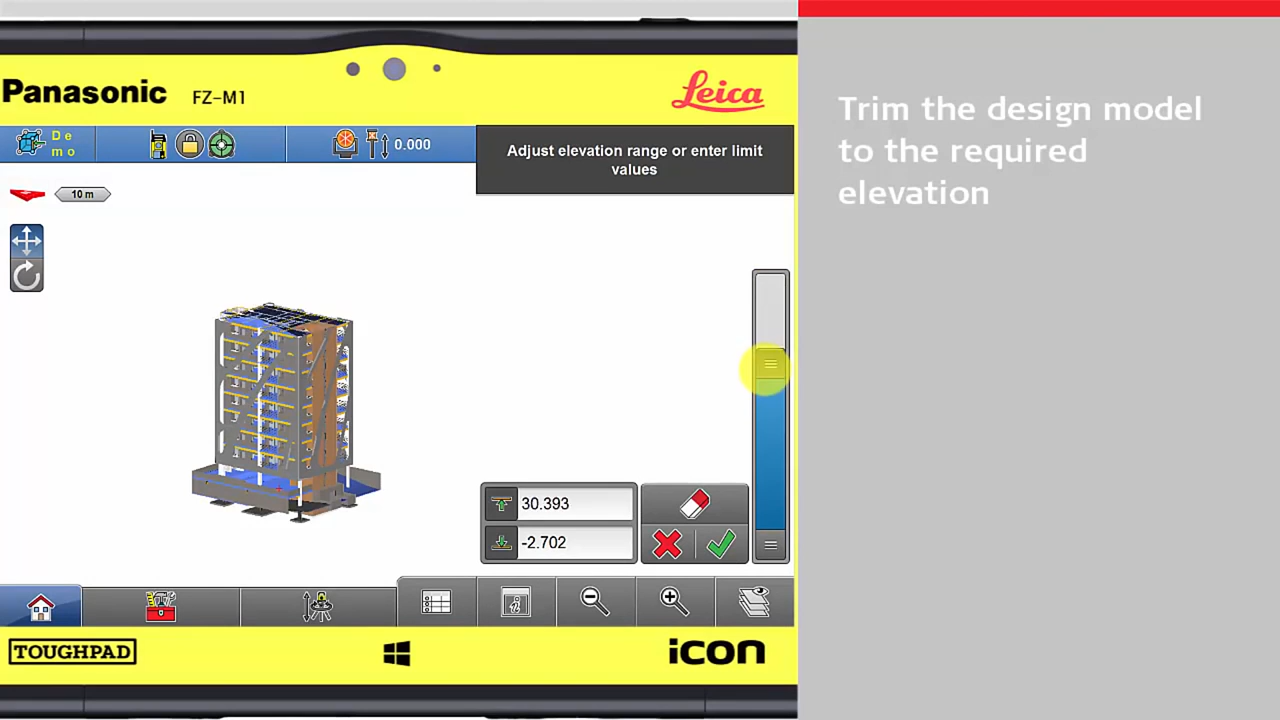 Panasonic FZ-M1
Leica
De
mo
0.000
Adjust elevation range or enter limit
values
10 m
30.393
-2.702
TOUGHPAD
icon
Trim the design model
to the required
elevation